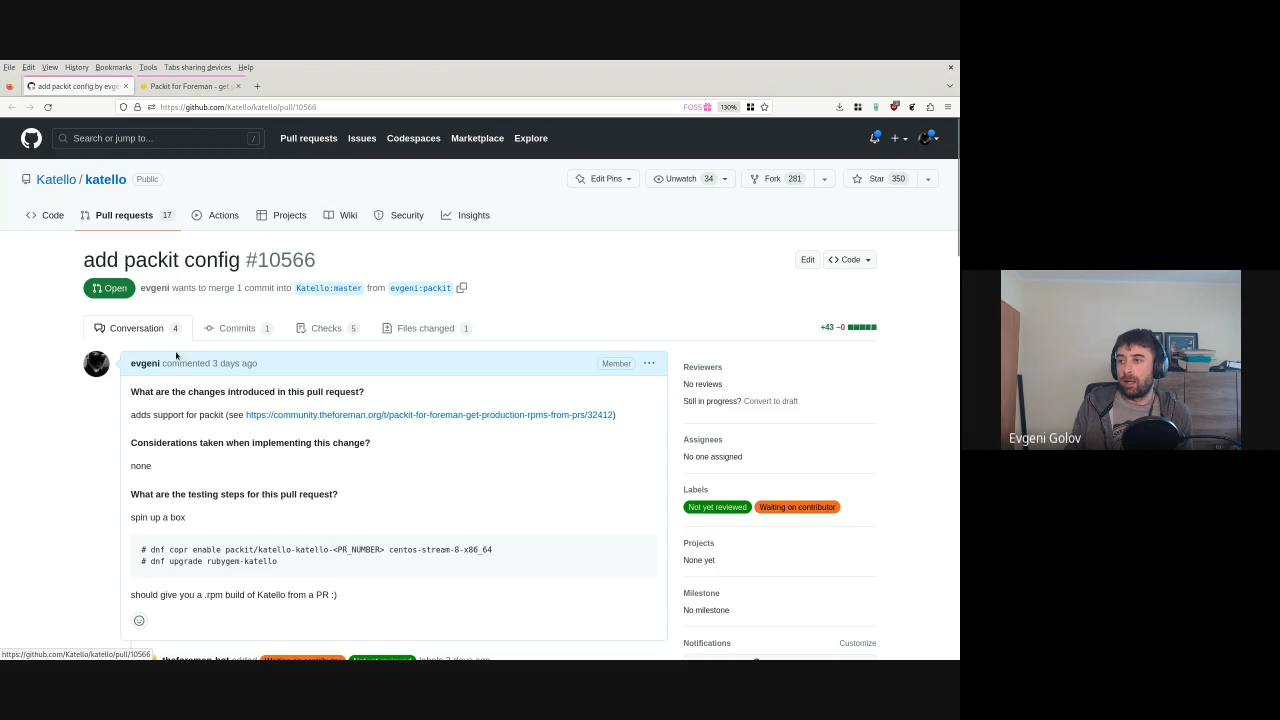 File Edit View History Bookmarks Tools Tabs sharing devices Help
add packit config by evge
Packit for Foreman - get
https://github.com/Katello/katello/pull/10566
FOSS
130%
Search or jump to...
/
Pull requests
Issues
Codespaces
Marketplace
Explore
Katello / katello
Public
Edit Pins
Unwatch 34
Fork 281
Star 350
Code
Pull requests 17
Actions
Projects
Wiki
Security
Insights
add packit config #10566
Edit
Code
Open
evgeni wants to merge 1 commit into Katello:master from evgeni:packit
Conversation 4
Commits 1
Checks 5
Files changed 1
+43 −0
evgeni commented 3 days ago
Member
What are the changes introduced in this pull request?
adds support for packit (see https://community.theforeman.org/t/packit-for-foreman-get-production-rpms-from-prs/32412)
Considerations taken when implementing this change?
none
What are the testing steps for this pull request?
spin up a box
# dnf copr enable packit/katello-katello-<PR_NUMBER> centos-stream-8-x86_64
# dnf upgrade rubygem-katello
should give you a .rpm build of Katello from a PR :)
Reviewers
No reviews
Still in progress? Convert to draft
Assignees
No one assigned
Labels
Not yet reviewed
Waiting on contributor
Projects
None yet
Milestone
No milestone
Notifications
Customize
https://github.com/Katello/katello/pull/10566
Evgeni Golov